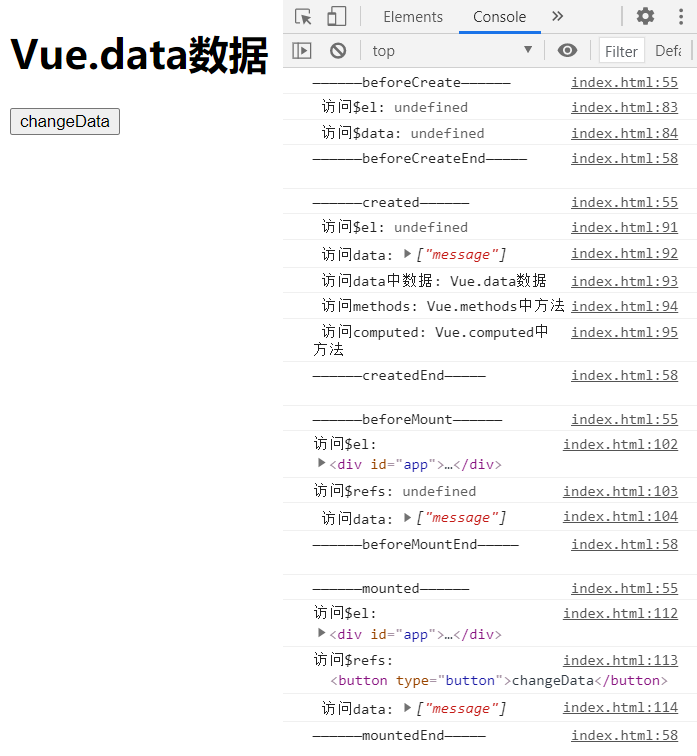 Vue.data数据
changeData
Elements Console »
top Filter Defa
——————beforeCreate—————— index.html:55
访问$el: undefined index.html:83
访问$data: undefined index.html:84
——————beforeCreateEnd————— index.html:58
——————created—————— index.html:55
访问$el: undefined index.html:91
访问data: ▶["message"] index.html:92
访问data中数据: Vue.data数据 index.html:93
访问methods: Vue.methods中方法 index.html:94
访问computed: Vue.computed中 index.html:95
方法
——————createdEnd————— index.html:58
——————beforeMount—————— index.html:55
访问$el: index.html:102
▶<div id="app">…</div>
访问$refs: undefined index.html:103
访问data: ▶["message"] index.html:104
——————beforeMountEnd————— index.html:58
——————mounted—————— index.html:55
访问$el: index.html:112
▶<div id="app">…</div>
访问$refs: index.html:113
<button type="button">changeData</button>
访问data: ▶["message"] index.html:114
——————mountedEnd————— index.html:58